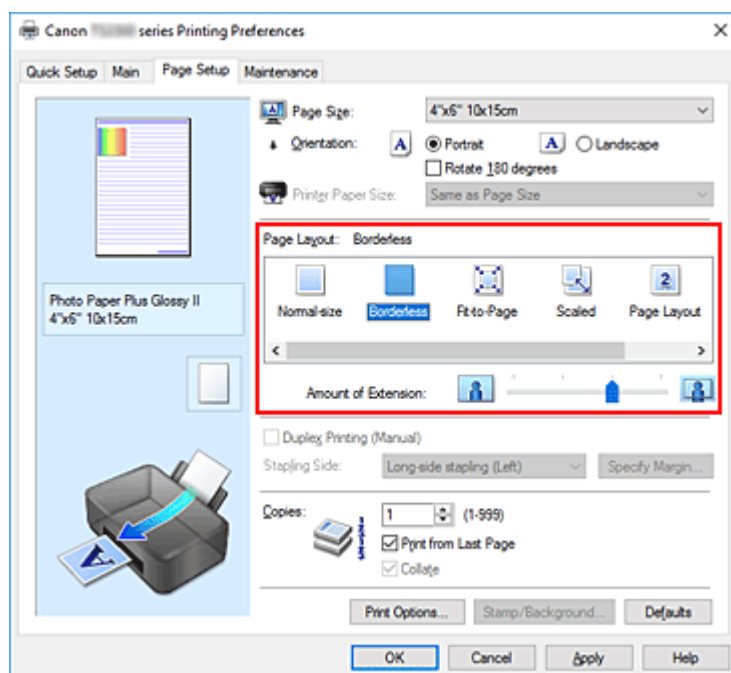 Canon series Printing Preferences
Quick Setup Main Page Setup Maintenance
Page Size: 4"x6" 10x15cm
Orientation: A Portrait A Landscape
Rotate 180 degrees
Printer Paper Size: Same as Page Size
Page Layout: Borderless
2
Normal-size Borderless Fit-to-Page Scaled Page Layout
Photo Paper Plus Glossy II
4"x6" 10x15cm
Amount of Extension:
Duplex Printing (Manual)
Stapling Side: Long-side stapling (Left) Specify Margin...
Copies: 1 (1-999)
Print from Last Page
Collate
A
Print Options... Stamp/Background... Defaults
OK Cancel Apply Help